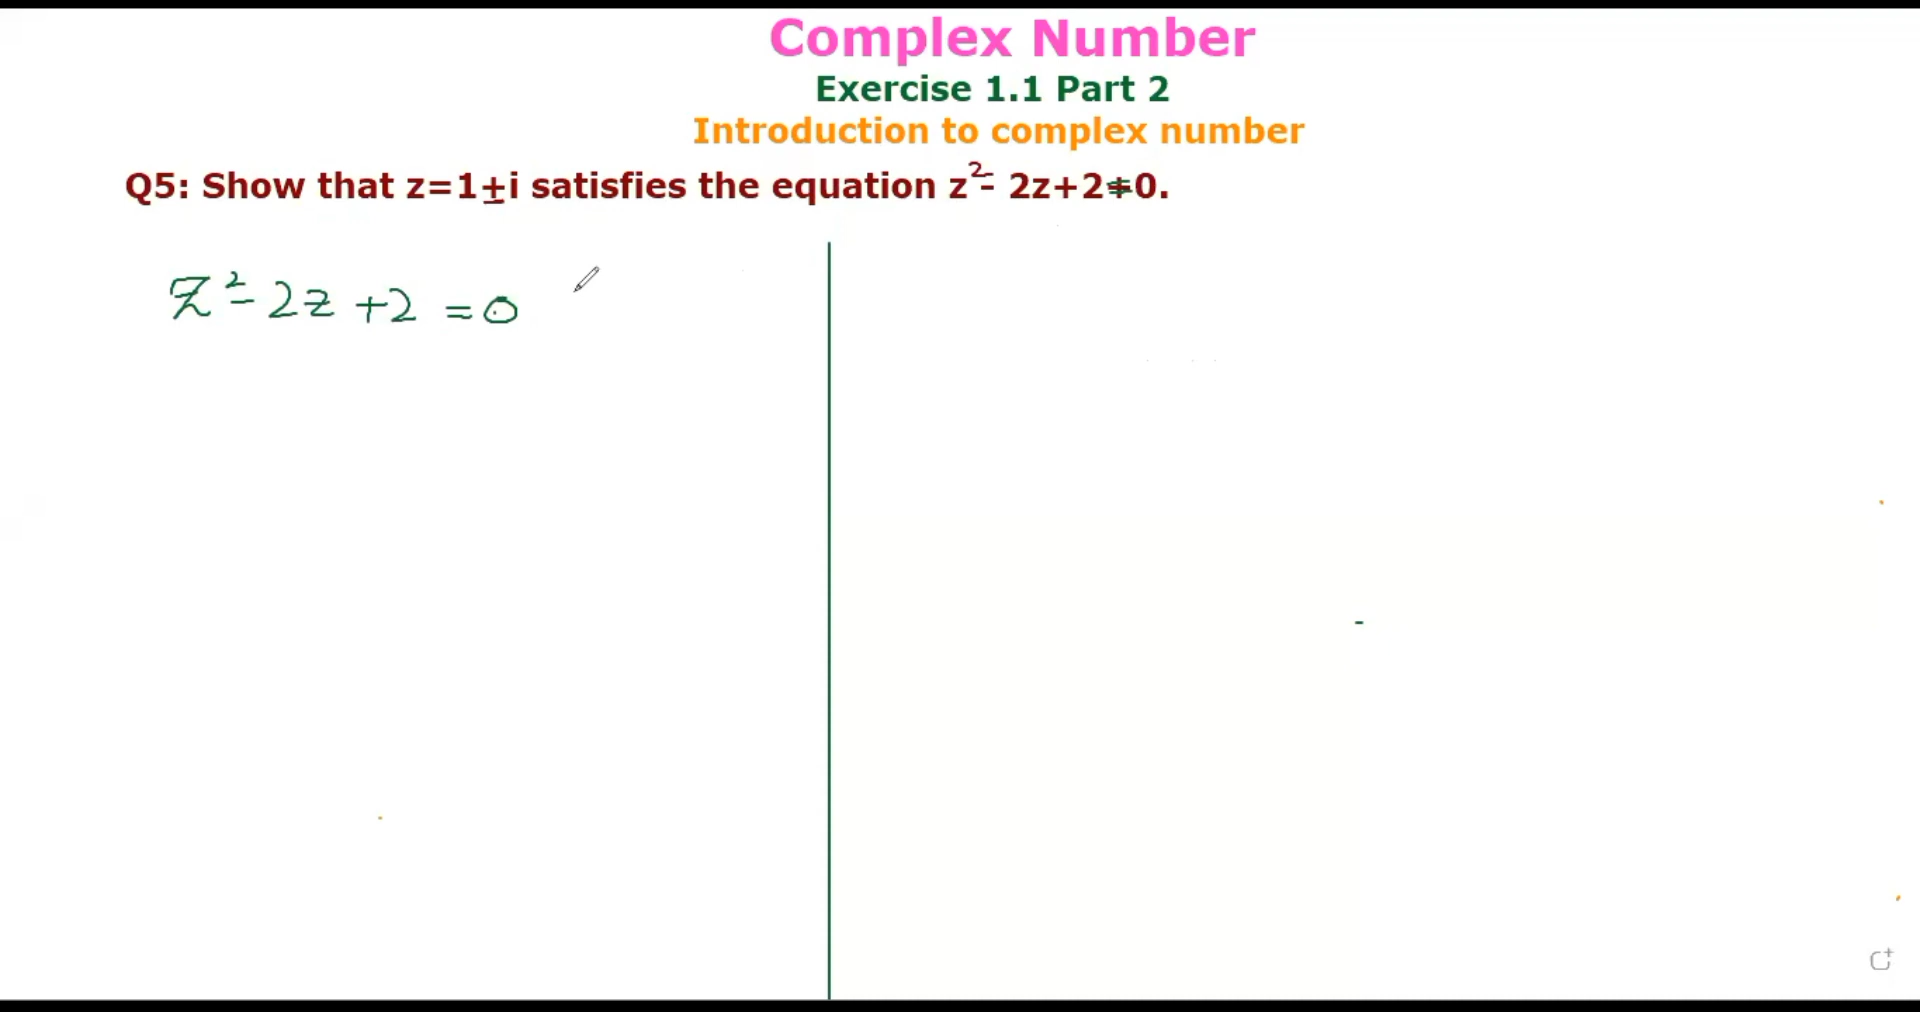 Complex Number
Exercise 1.1 Part 2
Introduction to complex number
Q5: Show that z=1±i satisfies the equation z²- 2z+2=0.
z² - 2z + 2 = 0